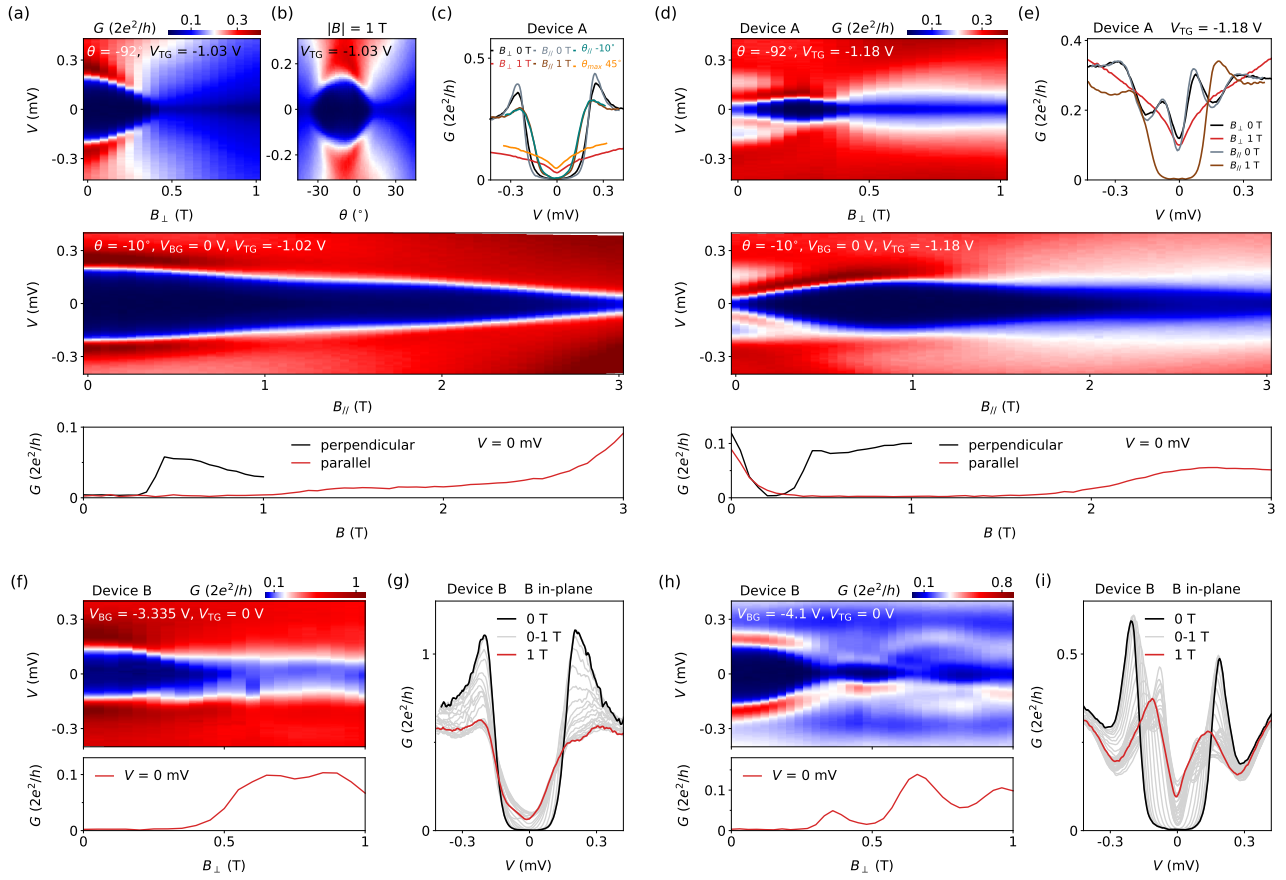 (a)
G (2e²/h)
0.1 0.3
θ = -92°, V_TG = -1.03 V
V (mV)
0.3
0
-0.3
0 0.5 1
B⊥ (T)
(b)
|B| = 1 T
V_TG = -1.03 V
0.2
0
-0.2
-30 0 30
θ (°)
(c)
Device A
B⊥ 0 T
B// 0 T
θ// -10°
B⊥ 1 T
B// 1 T
θmax 45°
G (2e²/h)
0.5
0
-0.3 0 0.3
V (mV)
θ = -10°, V_BG = 0 V, V_TG = -1.02 V
V (mV)
0.3
0
-0.3
0 1 2 3
B// (T)
perpendicular
parallel
V = 0 mV
G (2e²/h)
0.1
0
0 1 2 3
B (T)
(d)
Device A
G (2e²/h)
0.1 0.3
θ = -92°, V_TG = -1.18 V
V (mV)
0.3
0
-0.3
0 0.5 1
B⊥ (T)
(e)
Device A
V_TG = -1.18 V
G (2e²/h)
0.4
0.2
0
B⊥ 0 T
B⊥ 1 T
B// 0 T
B// 1 T
-0.3 0 0.3
V (mV)
θ = -10°, V_BG = 0 V, V_TG = -1.18 V
V (mV)
0.3
0
-0.3
0 1 2 3
B// (T)
perpendicular
parallel
V = 0 mV
G (2e²/h)
0.1
0
0 1 2 3
B (T)
(f)
Device B
G (2e²/h)
0.1 1
V_BG = -3.335 V, V_TG = 0 V
V (mV)
0.3
0
-0.3
V = 0 mV
G (2e²/h)
0.1
0
0 0.5 1
B⊥ (T)
(g)
Device B
B in-plane
0 T
0-1 T
1 T
G (2e²/h)
1
0
-0.3 0 0.3
V (mV)
(h)
Device B
G (2e²/h)
0.1 0.8
V_BG = -4.1 V, V_TG = 0 V
V (mV)
0.3
0
-0.3
V = 0 mV
G (2e²/h)
0.1
0
0 0.5 1
B⊥ (T)
(i)
Device B
B in-plane
0 T
0-1 T
1 T
G (2e²/h)
0.5
0
-0.3 0 0.3
V (mV)